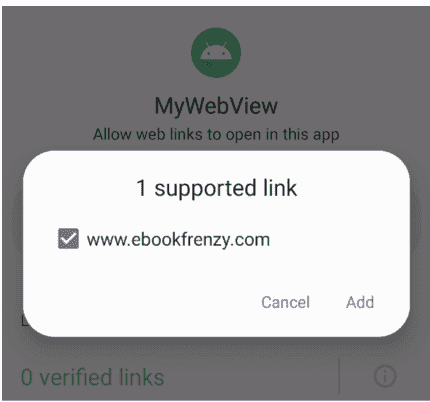 MyWebView
Allow web links to open in this app
1 supported link
www.ebookfrenzy.com
Cancel Add
0 verified links